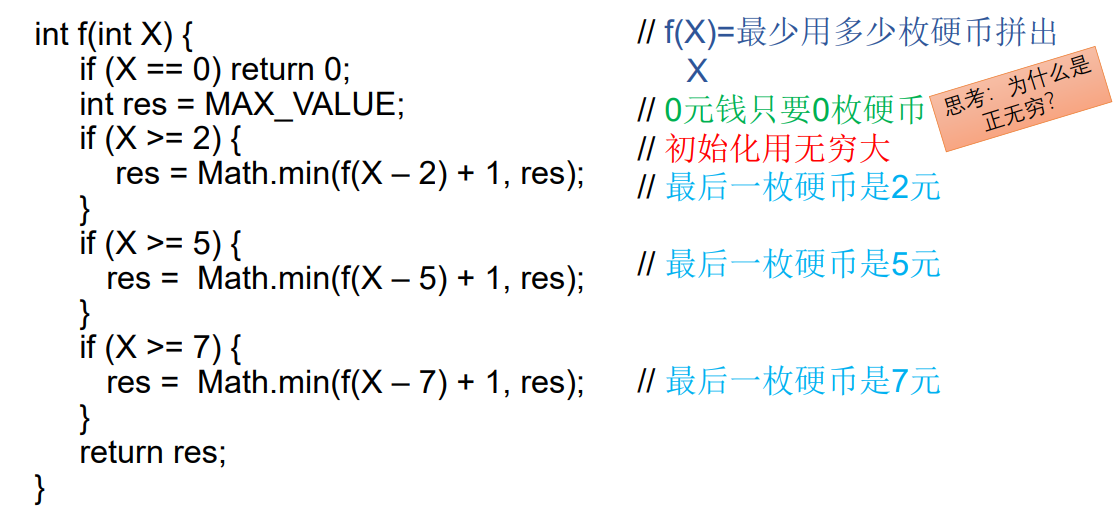 int f(int X) {
if (X == 0) return 0;
int res = MAX_VALUE;
if (X >= 2) {
res = Math.min(f(X – 2) + 1, res);
}
if (X >= 5) {
res =  Math.min(f(X – 5) + 1, res);
}
if (X >= 7) {
res =  Math.min(f(X – 7) + 1, res);
}
return res;
}
// f(X)=最少用多少枚硬币拼出
X
// 0元钱只要0枚硬币
// 初始化用无穷大
// 最后一枚硬币是2元
// 最后一枚硬币是5元
// 最后一枚硬币是7元
思考：为什么是
正无穷？